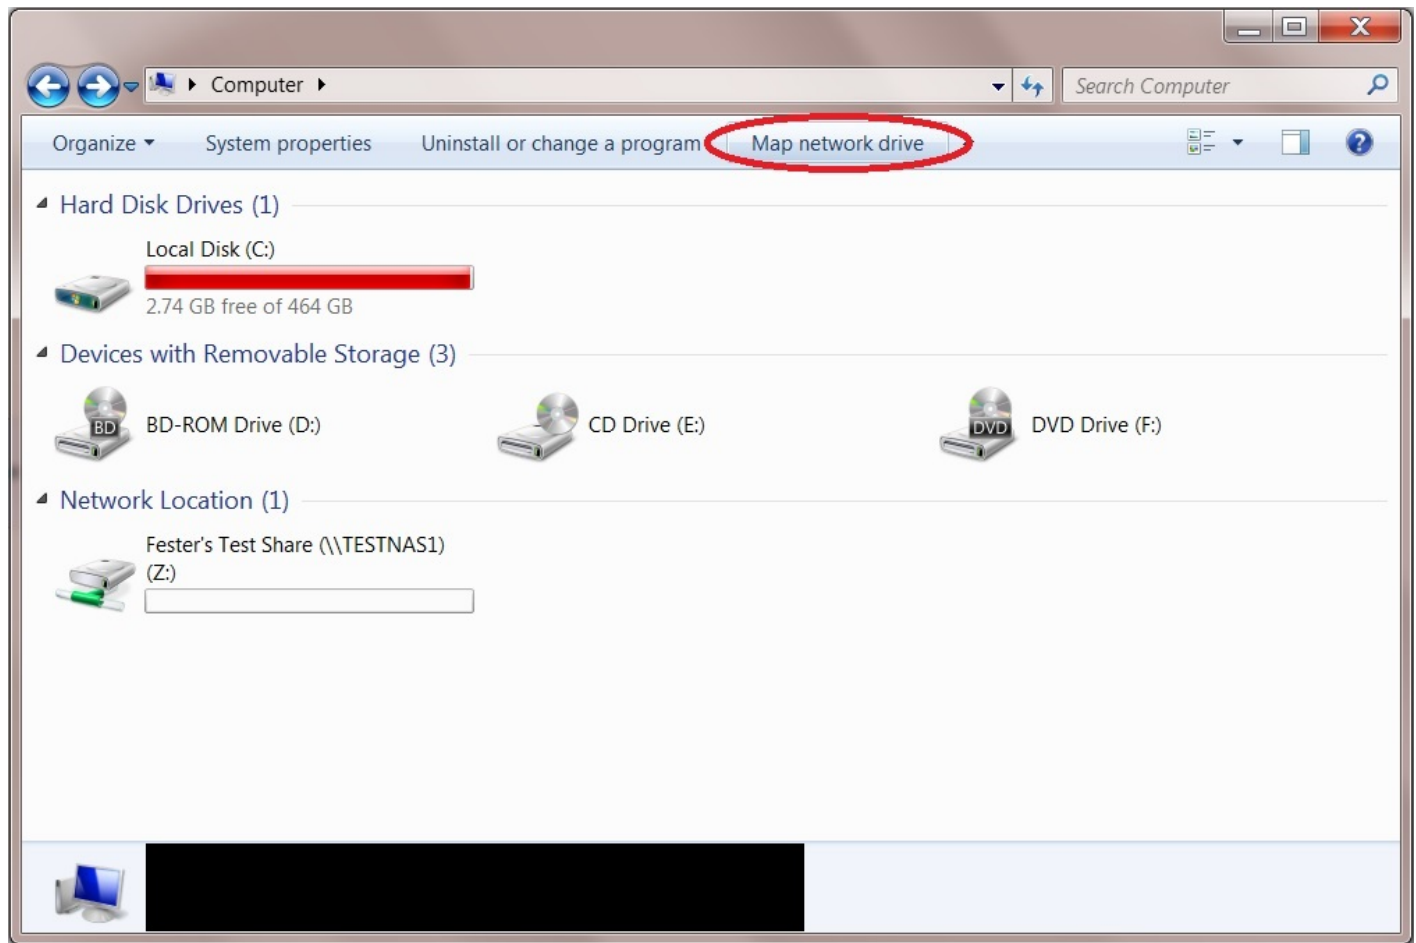 Computer
Search Computer
Organize
System properties
Uninstall or change a program
Map network drive
Hard Disk Drives (1)
Local Disk (C:)
2.74 GB free of 464 GB
Devices with Removable Storage (3)
BD
BD-ROM Drive (D:)
CD Drive (E:)
DVD
DVD Drive (F:)
Network Location (1)
Fester's Test Share (\\TESTNAS1)
(Z:)